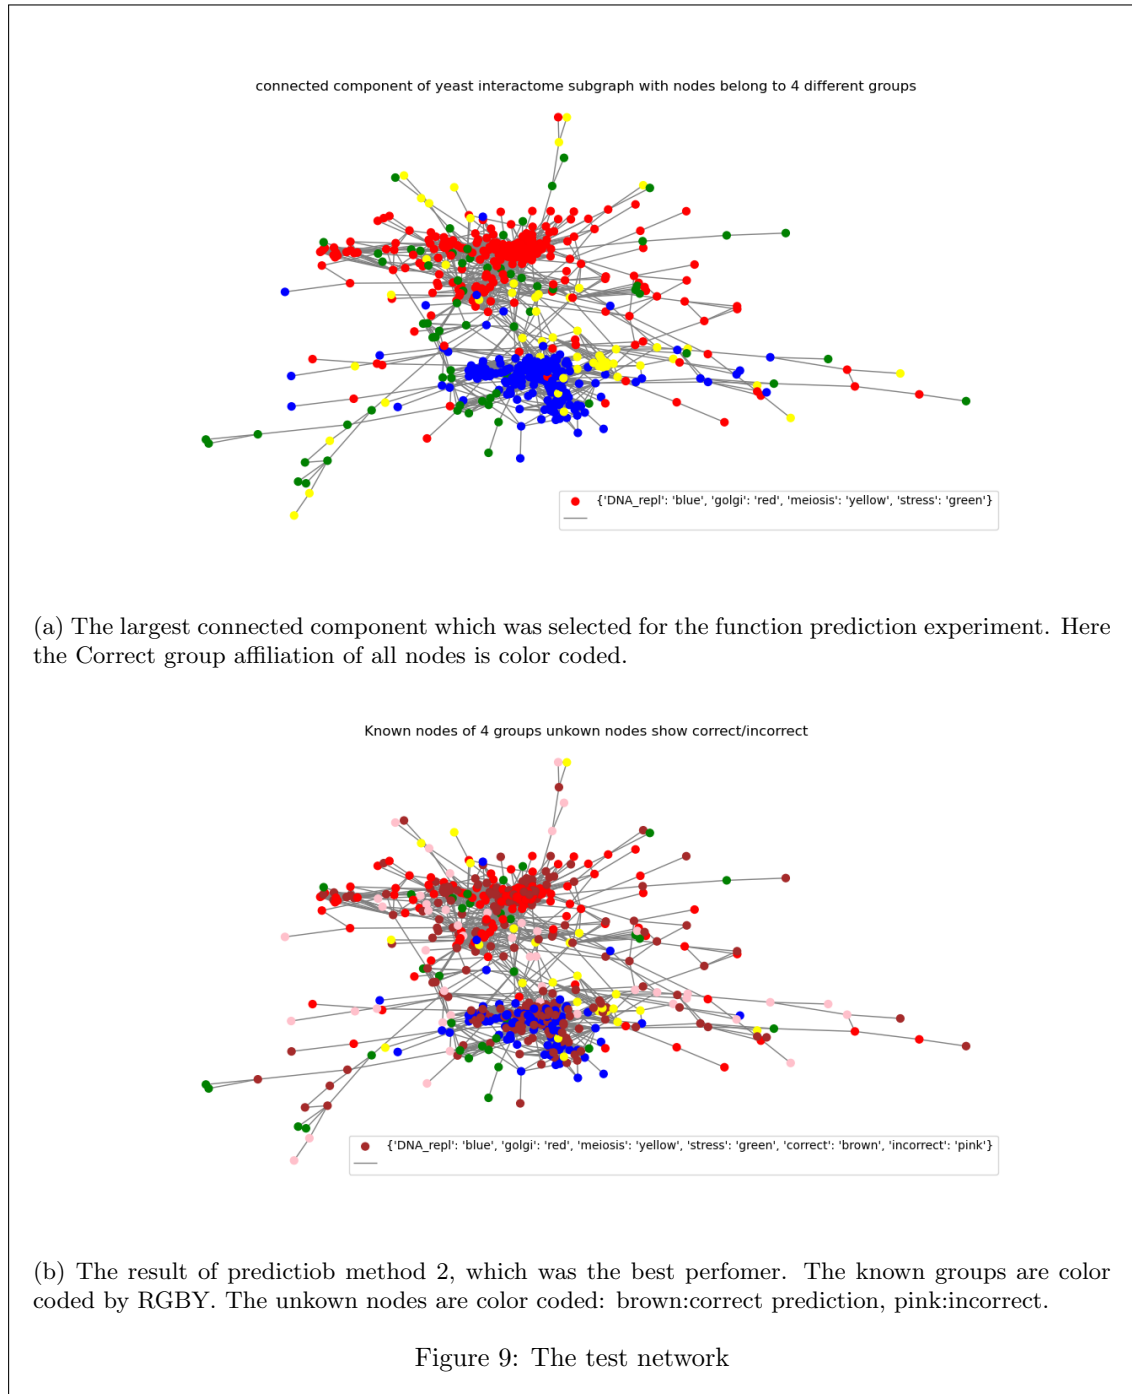 connected component of yeast interactome subgraph with nodes belong to 4 different groups
{'DNA_repl': 'blue', 'golgi': 'red', 'meiosis': 'yellow', 'stress': 'green'}
(a) The largest connected component which was selected for the function prediction experiment. Here
the Correct group affiliation of all nodes is color coded.
Known nodes of 4 groups unkown nodes show correct/incorrect
{'DNA_repl': 'blue', 'golgi': 'red', 'meiosis': 'yellow', 'stress': 'green', 'correct': 'brown', 'incorrect': 'pink'}
(b) The result of predictiob method 2, which was the best perfomer. The known groups are color
coded by RGBY. The unkown nodes are color coded: brown:correct prediction, pink:incorrect.
Figure 9: The test network